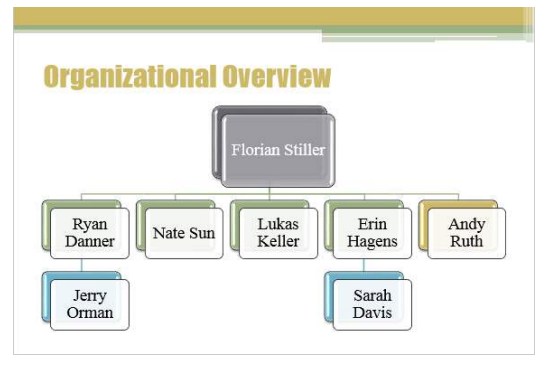 Organizational Overview
Florian Stiller
Ryan
Danner
Nate Sun
Lukas
Keller
Erin
Hagens
Andy
Ruth
Jerry
Orman
Sarah
Davis